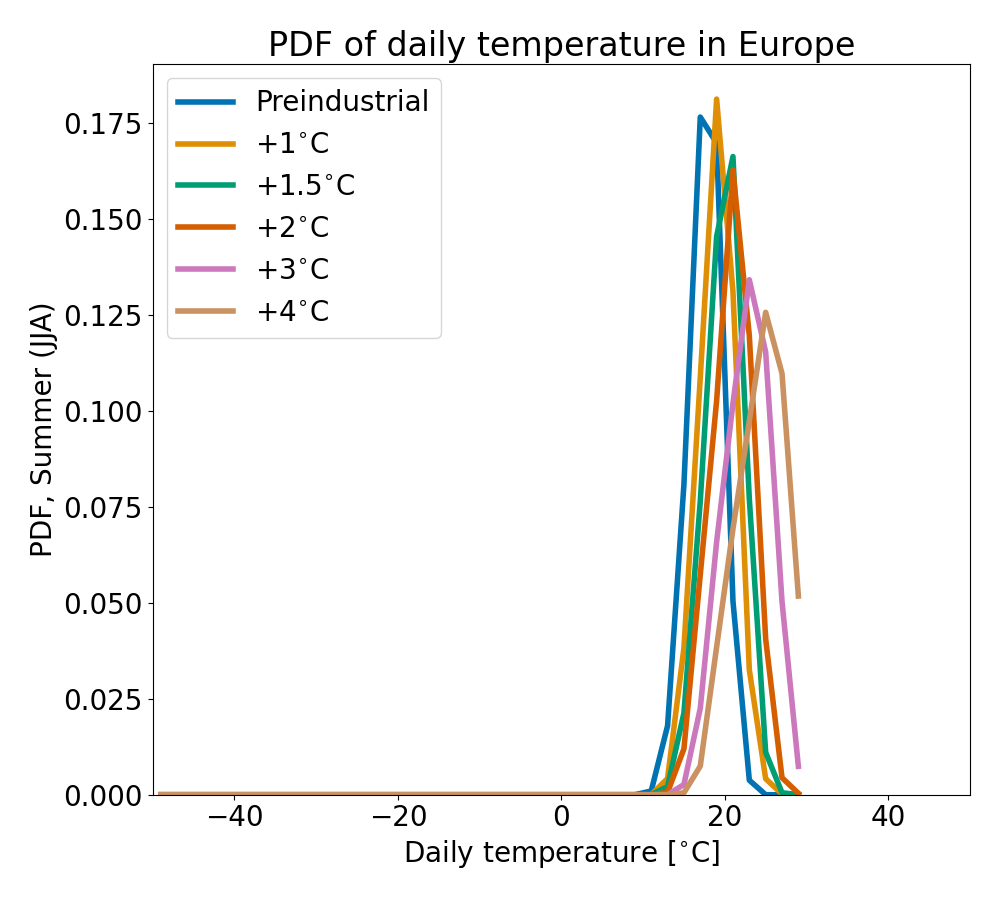 PDF of daily temperature in Europe
Preindustrial
+1°C
+1.5°C
+2°C
+3°C
+4°C
PDF, Summer (JJA)
0.175
0.150
0.125
0.100
0.075
0.050
0.025
0.000
−40 −20 0 20 40
Daily temperature [°C]